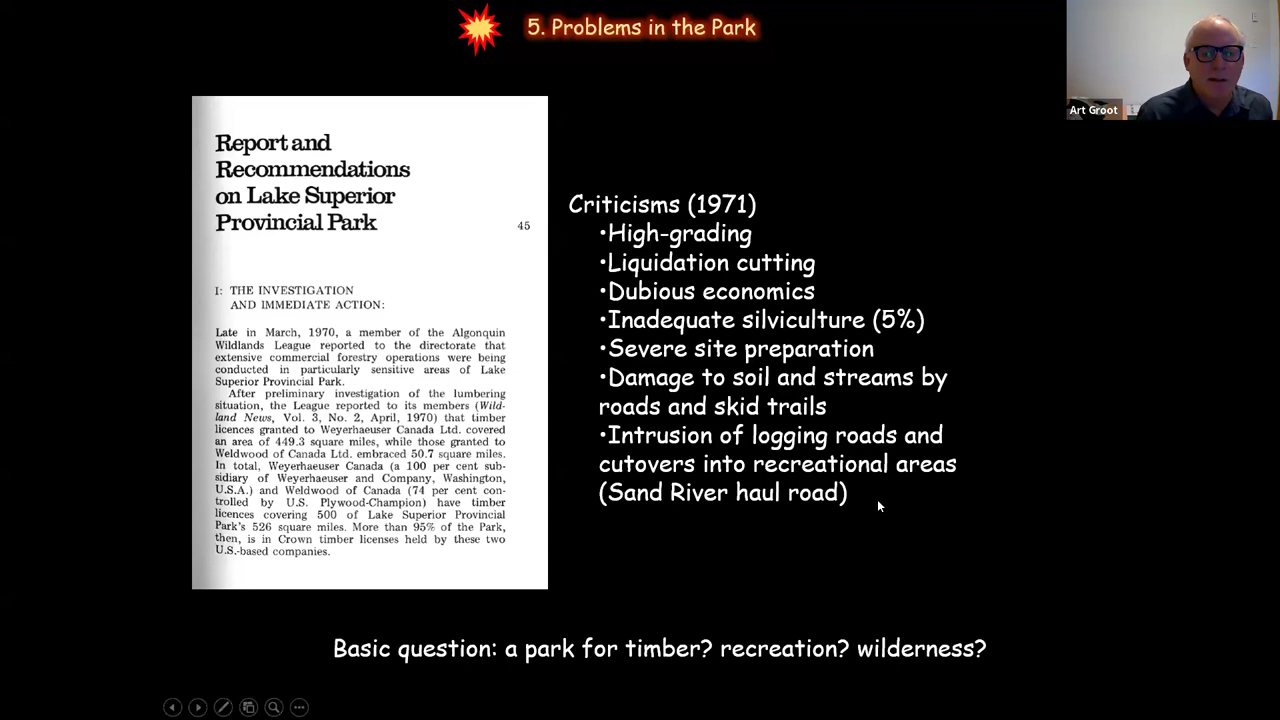 5. Problems in the Park
Art Groot
Report and
Recommendations
on Lake Superior
Provincial Park
45
I: THE INVESTIGATION
AND IMMEDIATE ACTION:
Late in March, 1970, a member of the Algonquin
Wildlands League reported to the directorate that
extensive commercial forestry operations were being
conducted in particularly sensitive areas of Lake
Superior Provincial Park.
After preliminary investigation of the lumbering
situation, the League reported to its members (Wild-
land News, Vol. 3, No. 2, April, 1970) that timber
licences granted to Weyerhaeuser Canada Ltd. covered
an area of 449.3 square miles, while those granted to
Weldwood of Canada Ltd. embraced 50.7 square miles.
In total, Weyerhaeuser Canada (a 100 per cent sub-
sidiary of Weyerhaeuser and Company, Washington,
U.S.A.) and Weldwood of Canada (74 per cent con-
trolled by U.S. Plywood-Champion) have timber
licences covering 500 of Lake Superior Provincial
Park's 526 square miles. More than 95% of the Park,
then, is in Crown timber licenses held by these two
U.S.-based companies.
Criticisms (1971)
•High-grading
•Liquidation cutting
•Dubious economics
•Inadequate silviculture (5%)
•Severe site preparation
•Damage to soil and streams by
roads and skid trails
•Intrusion of logging roads and
cutovers into recreational areas
(Sand River haul road)
Basic question: a park for timber? recreation? wilderness?